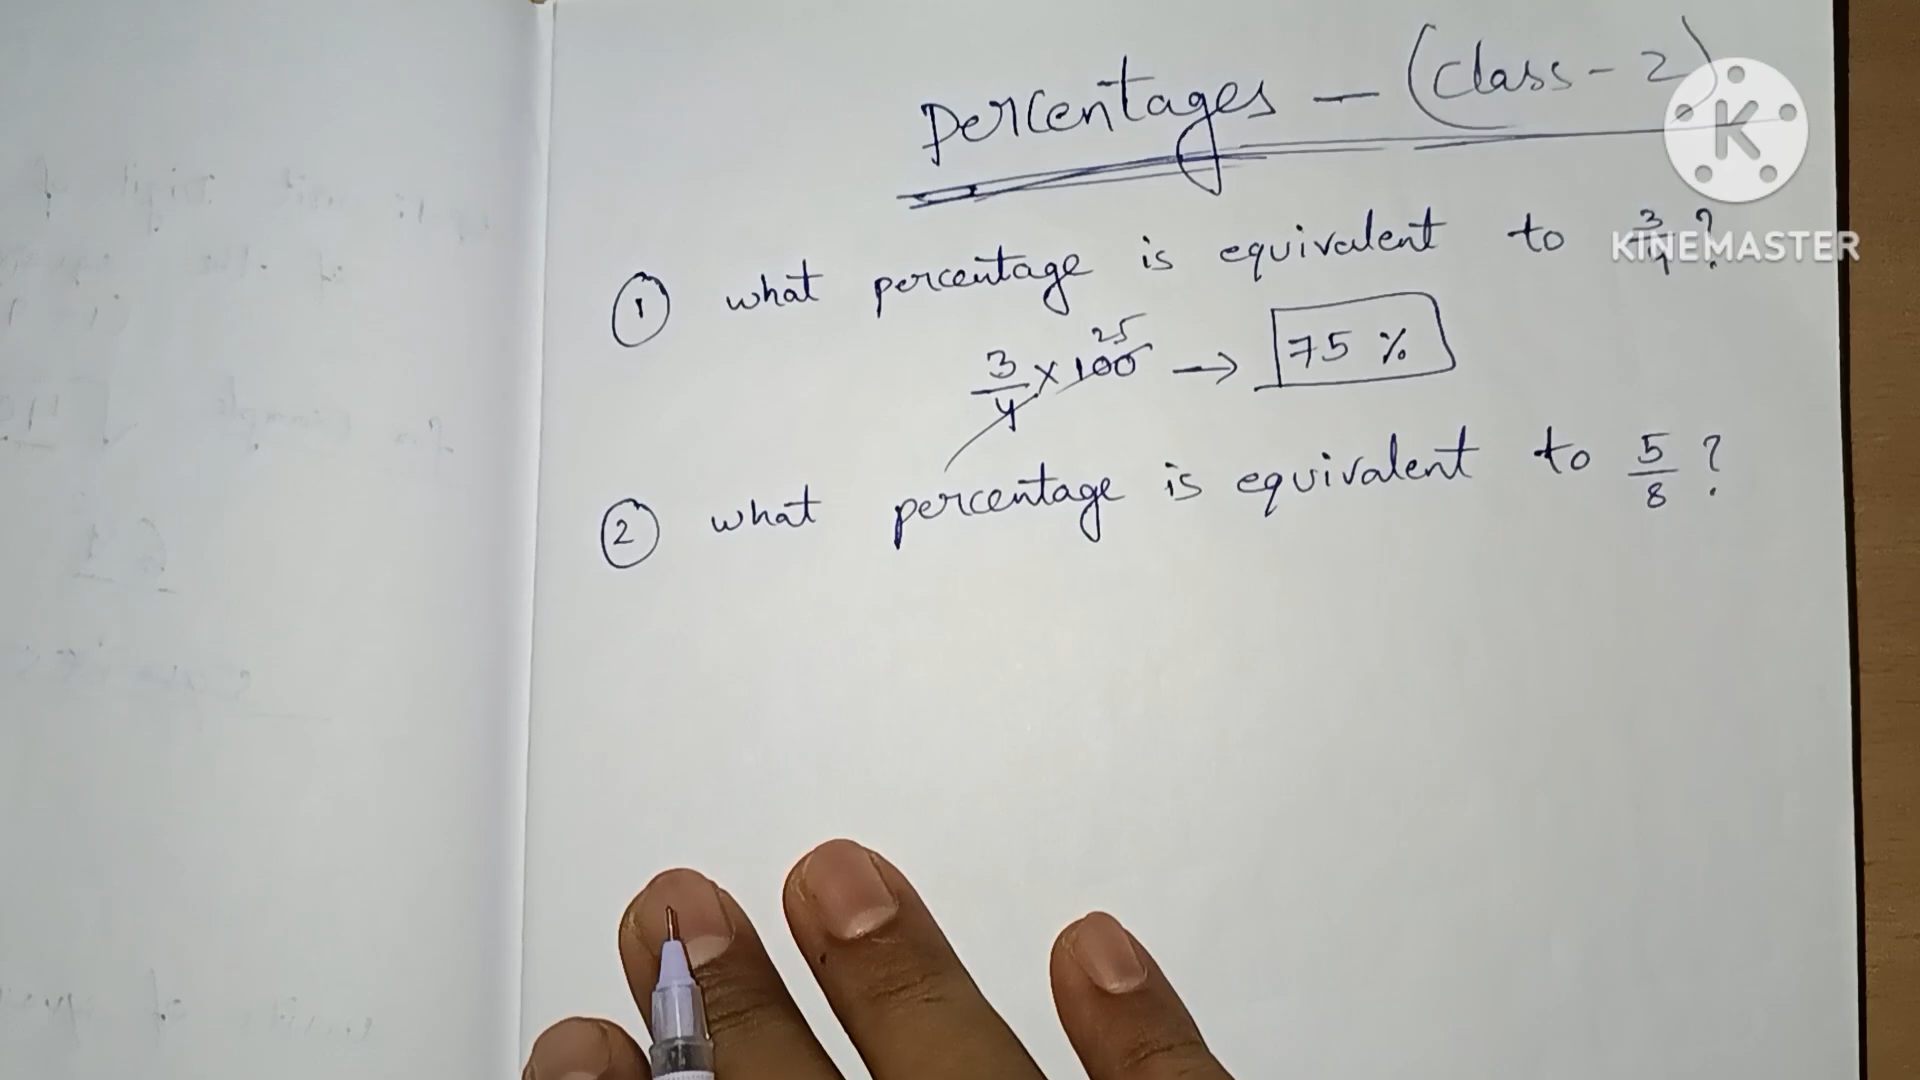 Percentages - (class - 2)
K
KINEMASTER
① what percentage is equivalent to 3/4 ?
3/4 × 100 25 → 75 %
② what percentage is equivalent to 5/8 ?